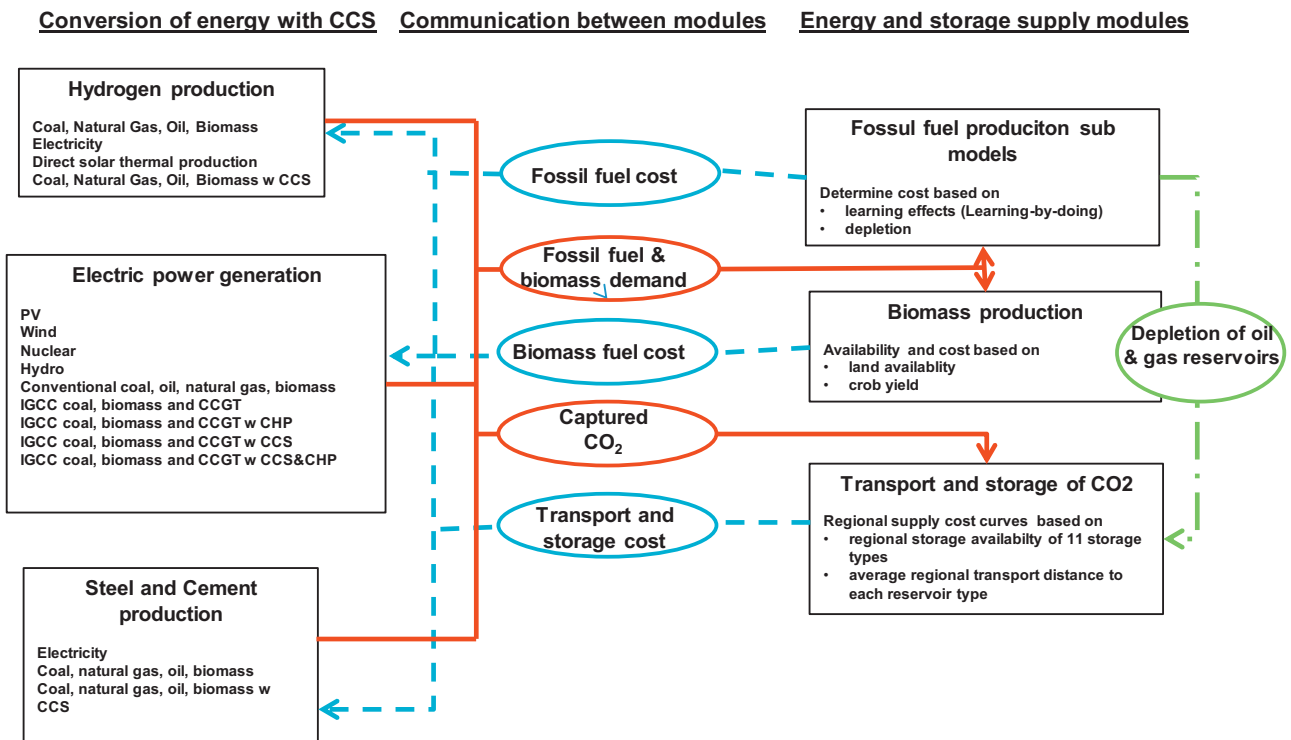 Conversion of energy with CCS
Communication between modules
Energy and storage supply modules
Hydrogen production
Coal, Natural Gas, Oil, Biomass
Electricity
Direct solar thermal production
Coal, Natural Gas, Oil, Biomass w CCS
Electric power generation
PV
Wind
Nuclear
Hydro
Conventional coal, oil, natural gas, biomass
IGCC coal, biomass and CCGT
IGCC coal, biomass and CCGT w CHP
IGCC coal, biomass and CCGT w CCS
IGCC coal, biomass and CCGT w CCS&CHP
Steel and Cement
production
Electricity
Coal, natural gas, oil, biomass
Coal, natural gas, oil, biomass w
CCS
Fossil fuel cost
Fossil fuel &
biomass demand
Biomass fuel cost
Captured
CO₂
Transport and
storage cost
Fossul fuel produciton sub
models
Determine cost based on
• learning effects (Learning-by-doing)
• depletion
Biomass production
Availability and cost based on
• land availablity
• crob yield
Transport and storage of CO2
Regional supply cost curves based on
• regional storage availabilty of 11 storage
types
• average regional transport distance to
each reservoir type
Depletion of oil
& gas reservoirs